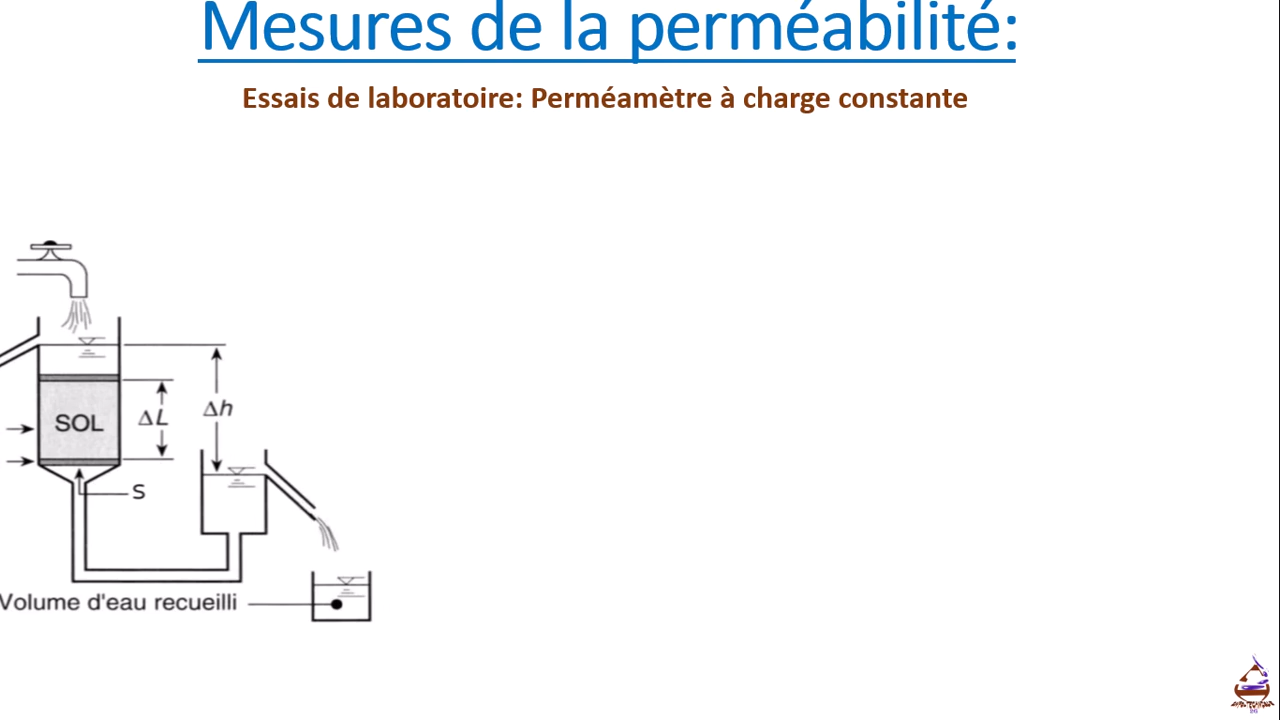 Mesures de la perméabilité:
Essais de laboratoire: Perméamètre à charge constante
SOL
ΔL
Δh
S
Volume d'eau recueilli